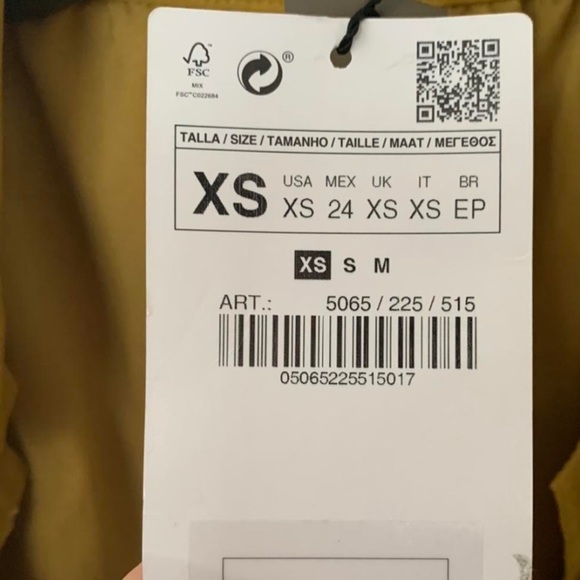 FSC
MIX
FSC™ C022684
®
TALLA / SIZE / TAMANHO / TAILLE / MAAT / ΜΕΓΕΘΟΣ
XS
USA MEX UK IT BR
XS 24 XS XS EP
XS S M
ART.: 5065 / 225 / 515
05065225515017